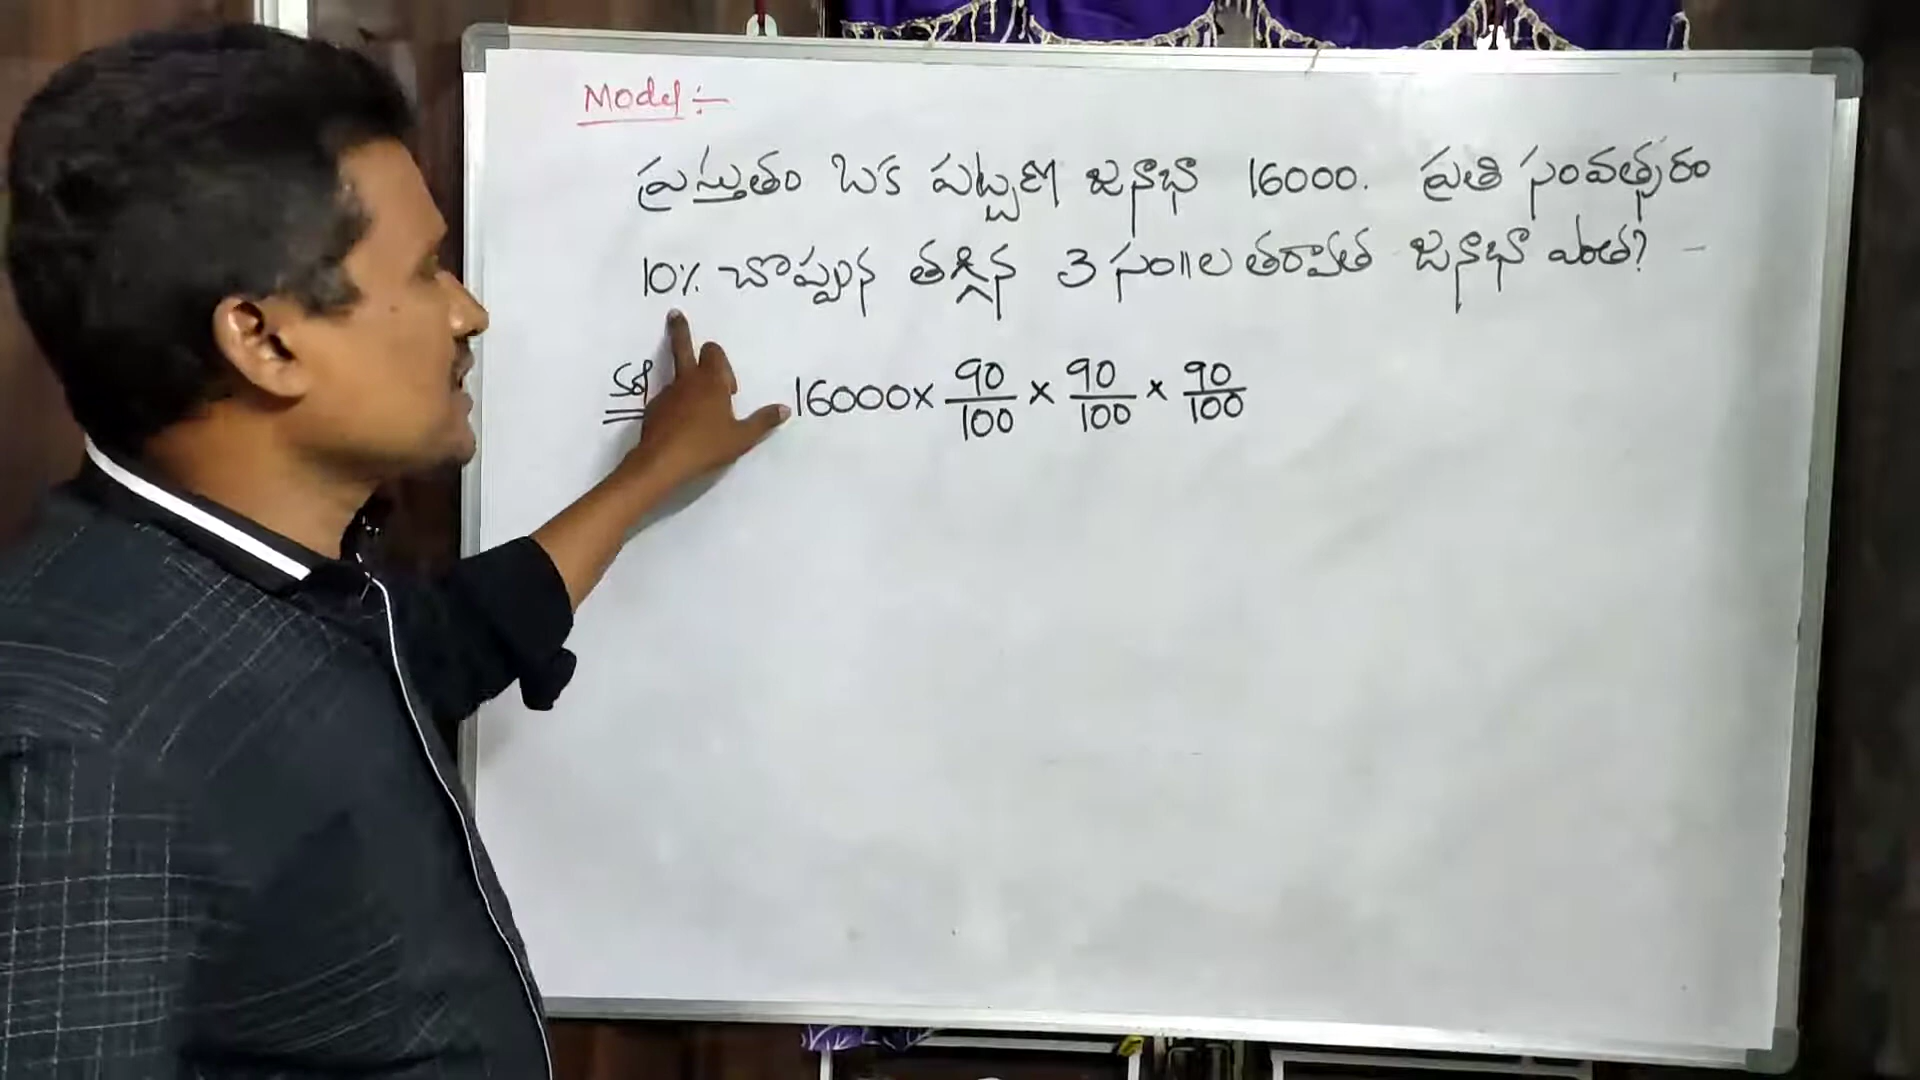 Model :-
ప్రస్తుతం ఒక పట్టణ జనాభా 16000. ప్రతి సంవత్సరం
10% చొప్పున తగ్గిన 3 సం॥ల తర్వాత జనాభా ఎంత?
16000 × 90/100 × 90/100 × 90/100